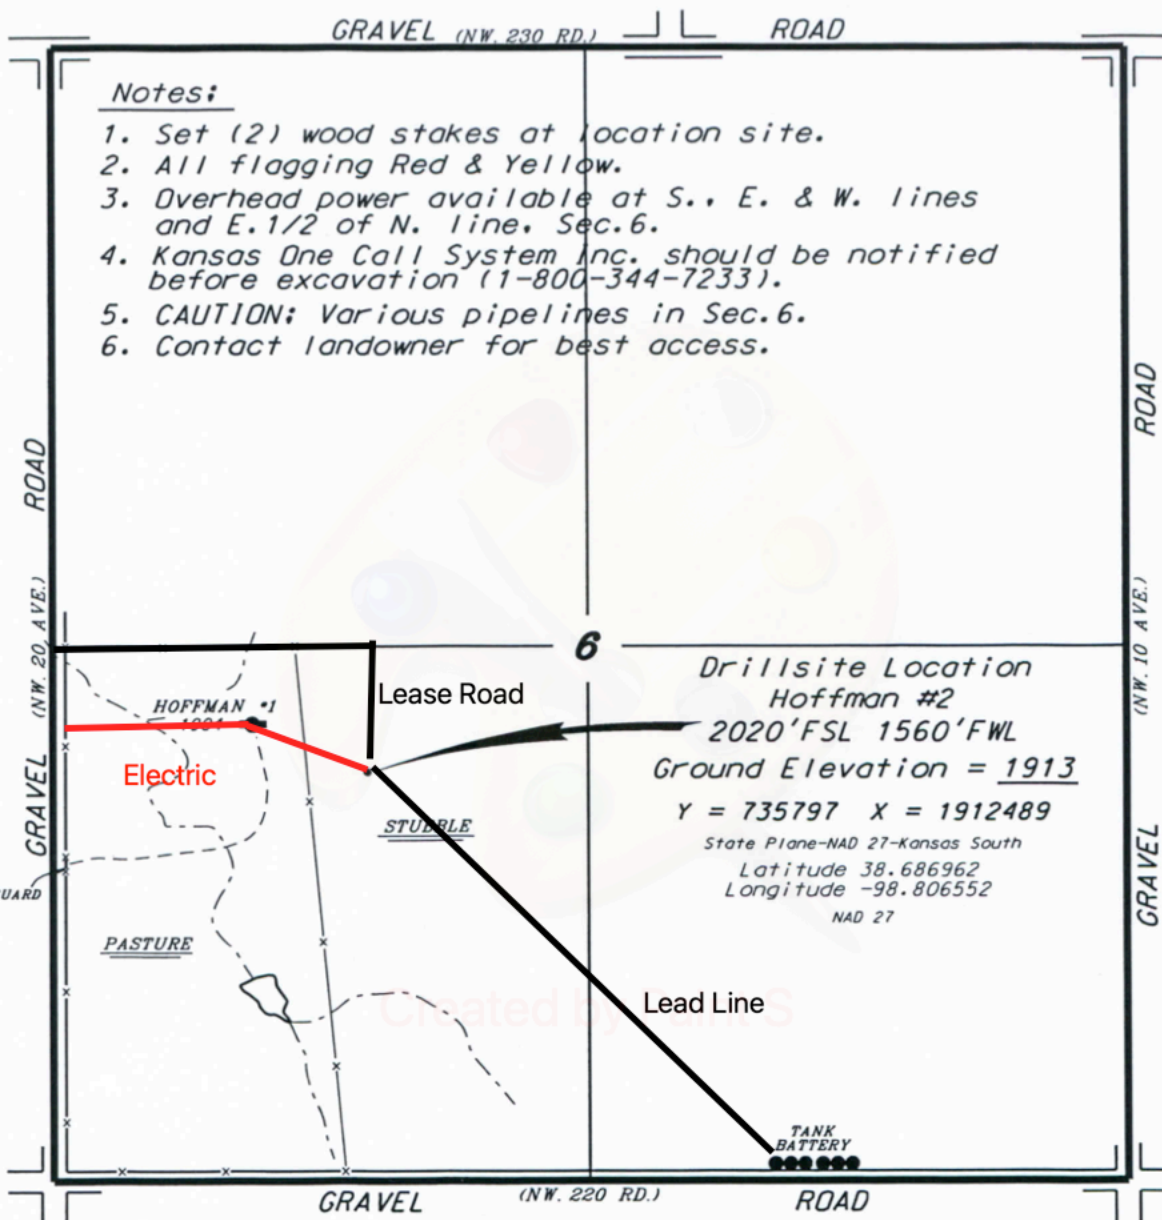 GRAVEL (NW. 230 RD.) ROAD
Notes:
1. Set (2) wood stakes at location site.
2. All flagging Red & Yellow.
3. Overhead power available at S., E. & W. lines
and E.1/2 of N. line, Sec.6.
4. Kansas One Call System Inc. should be notified
before excavation (1-800-344-7233).
5. CAUTION: Various pipelines in Sec.6.
6. Contact landowner for best access.
ROAD
(NW. 20 AVE.)
GRAVEL
ROAD
(NW. 10 AVE.)
GRAVEL
6
Drillsite Location
Hoffman #2
2020'FSL 1560'FWL
Ground Elevation = 1913
Y = 735797 X = 1912489
State Plane-NAD 27-Kansas South
Latitude 38.686962
Longitude -98.806552
NAD 27
Lease Road
HOFFMAN #1
Electric
STUBBLE
UARD
PASTURE
Created by Paint S
Lead Line
TANK
BATTERY
GRAVEL (NW. 220 RD.) ROAD